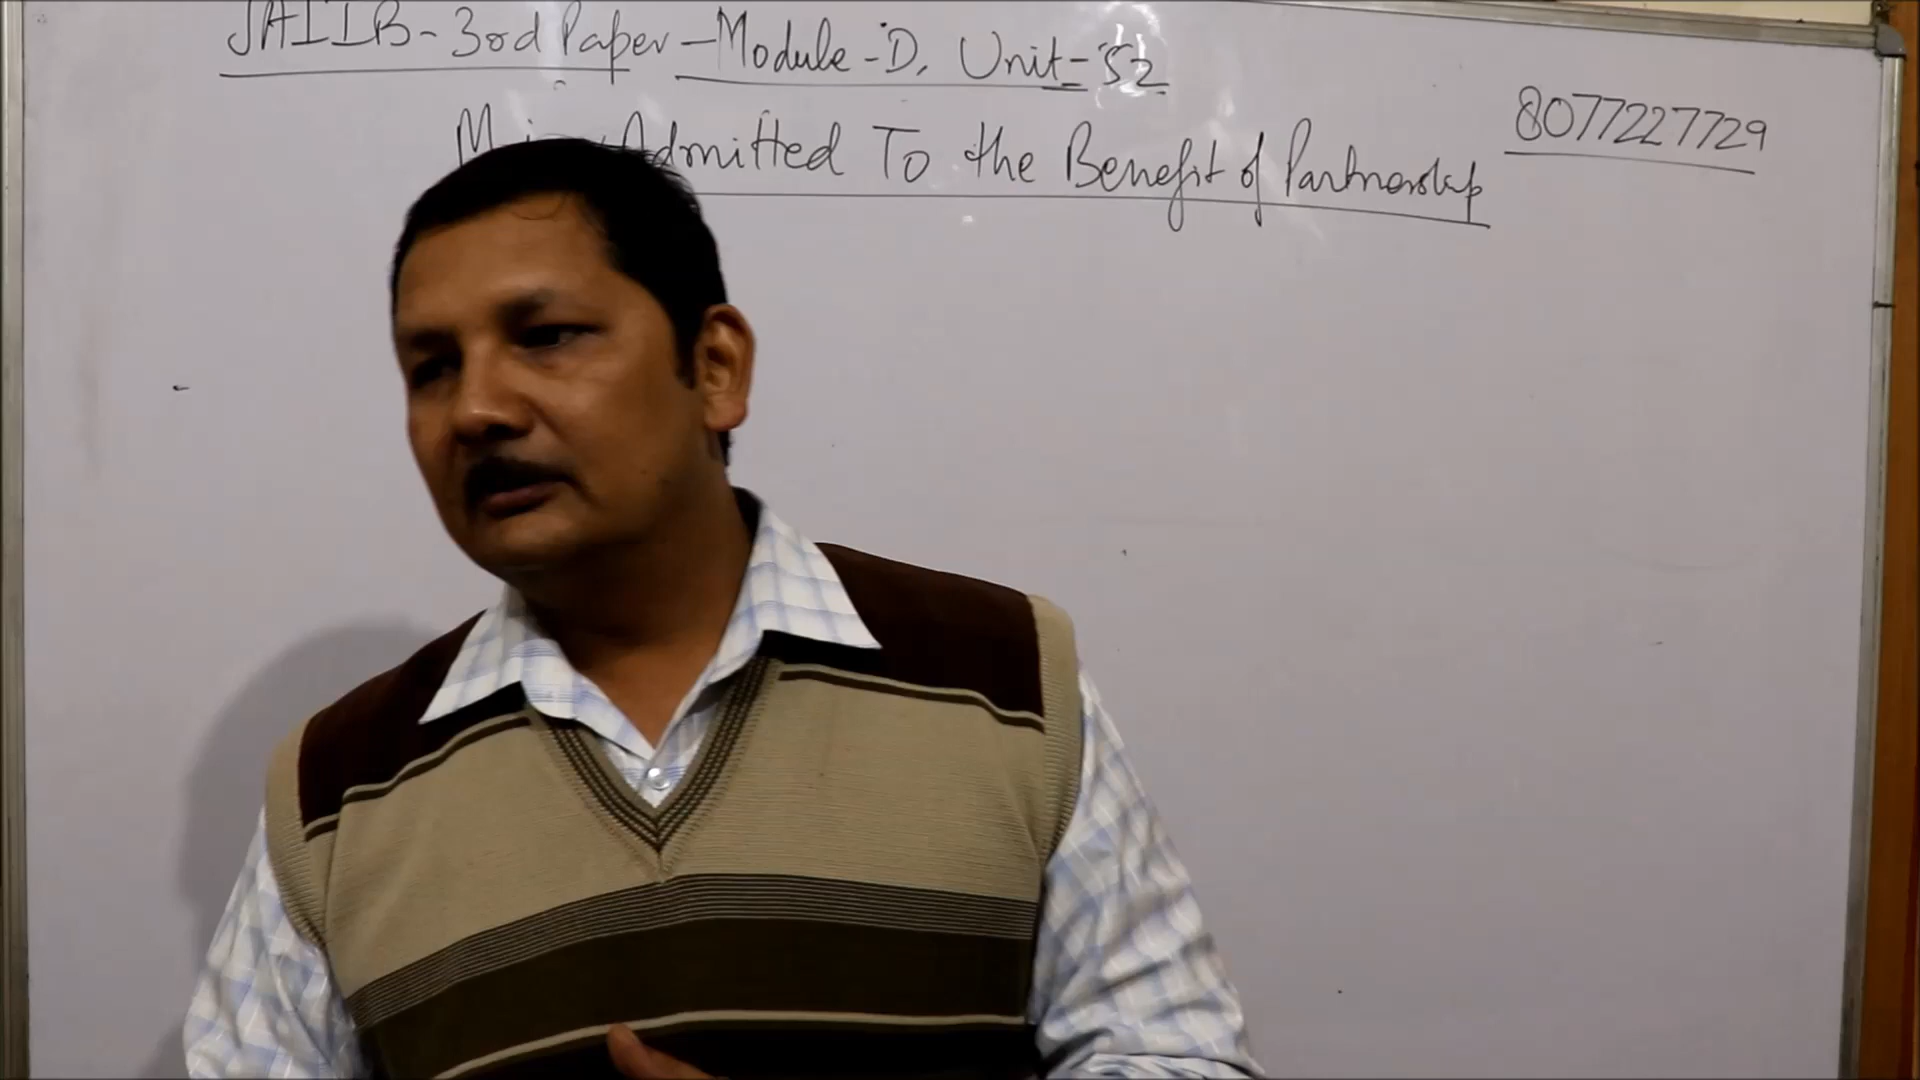 JAIIB - 3rd Paper - Module - D, Unit - 52
Admitted To the Benefit of Partnership
8077227729